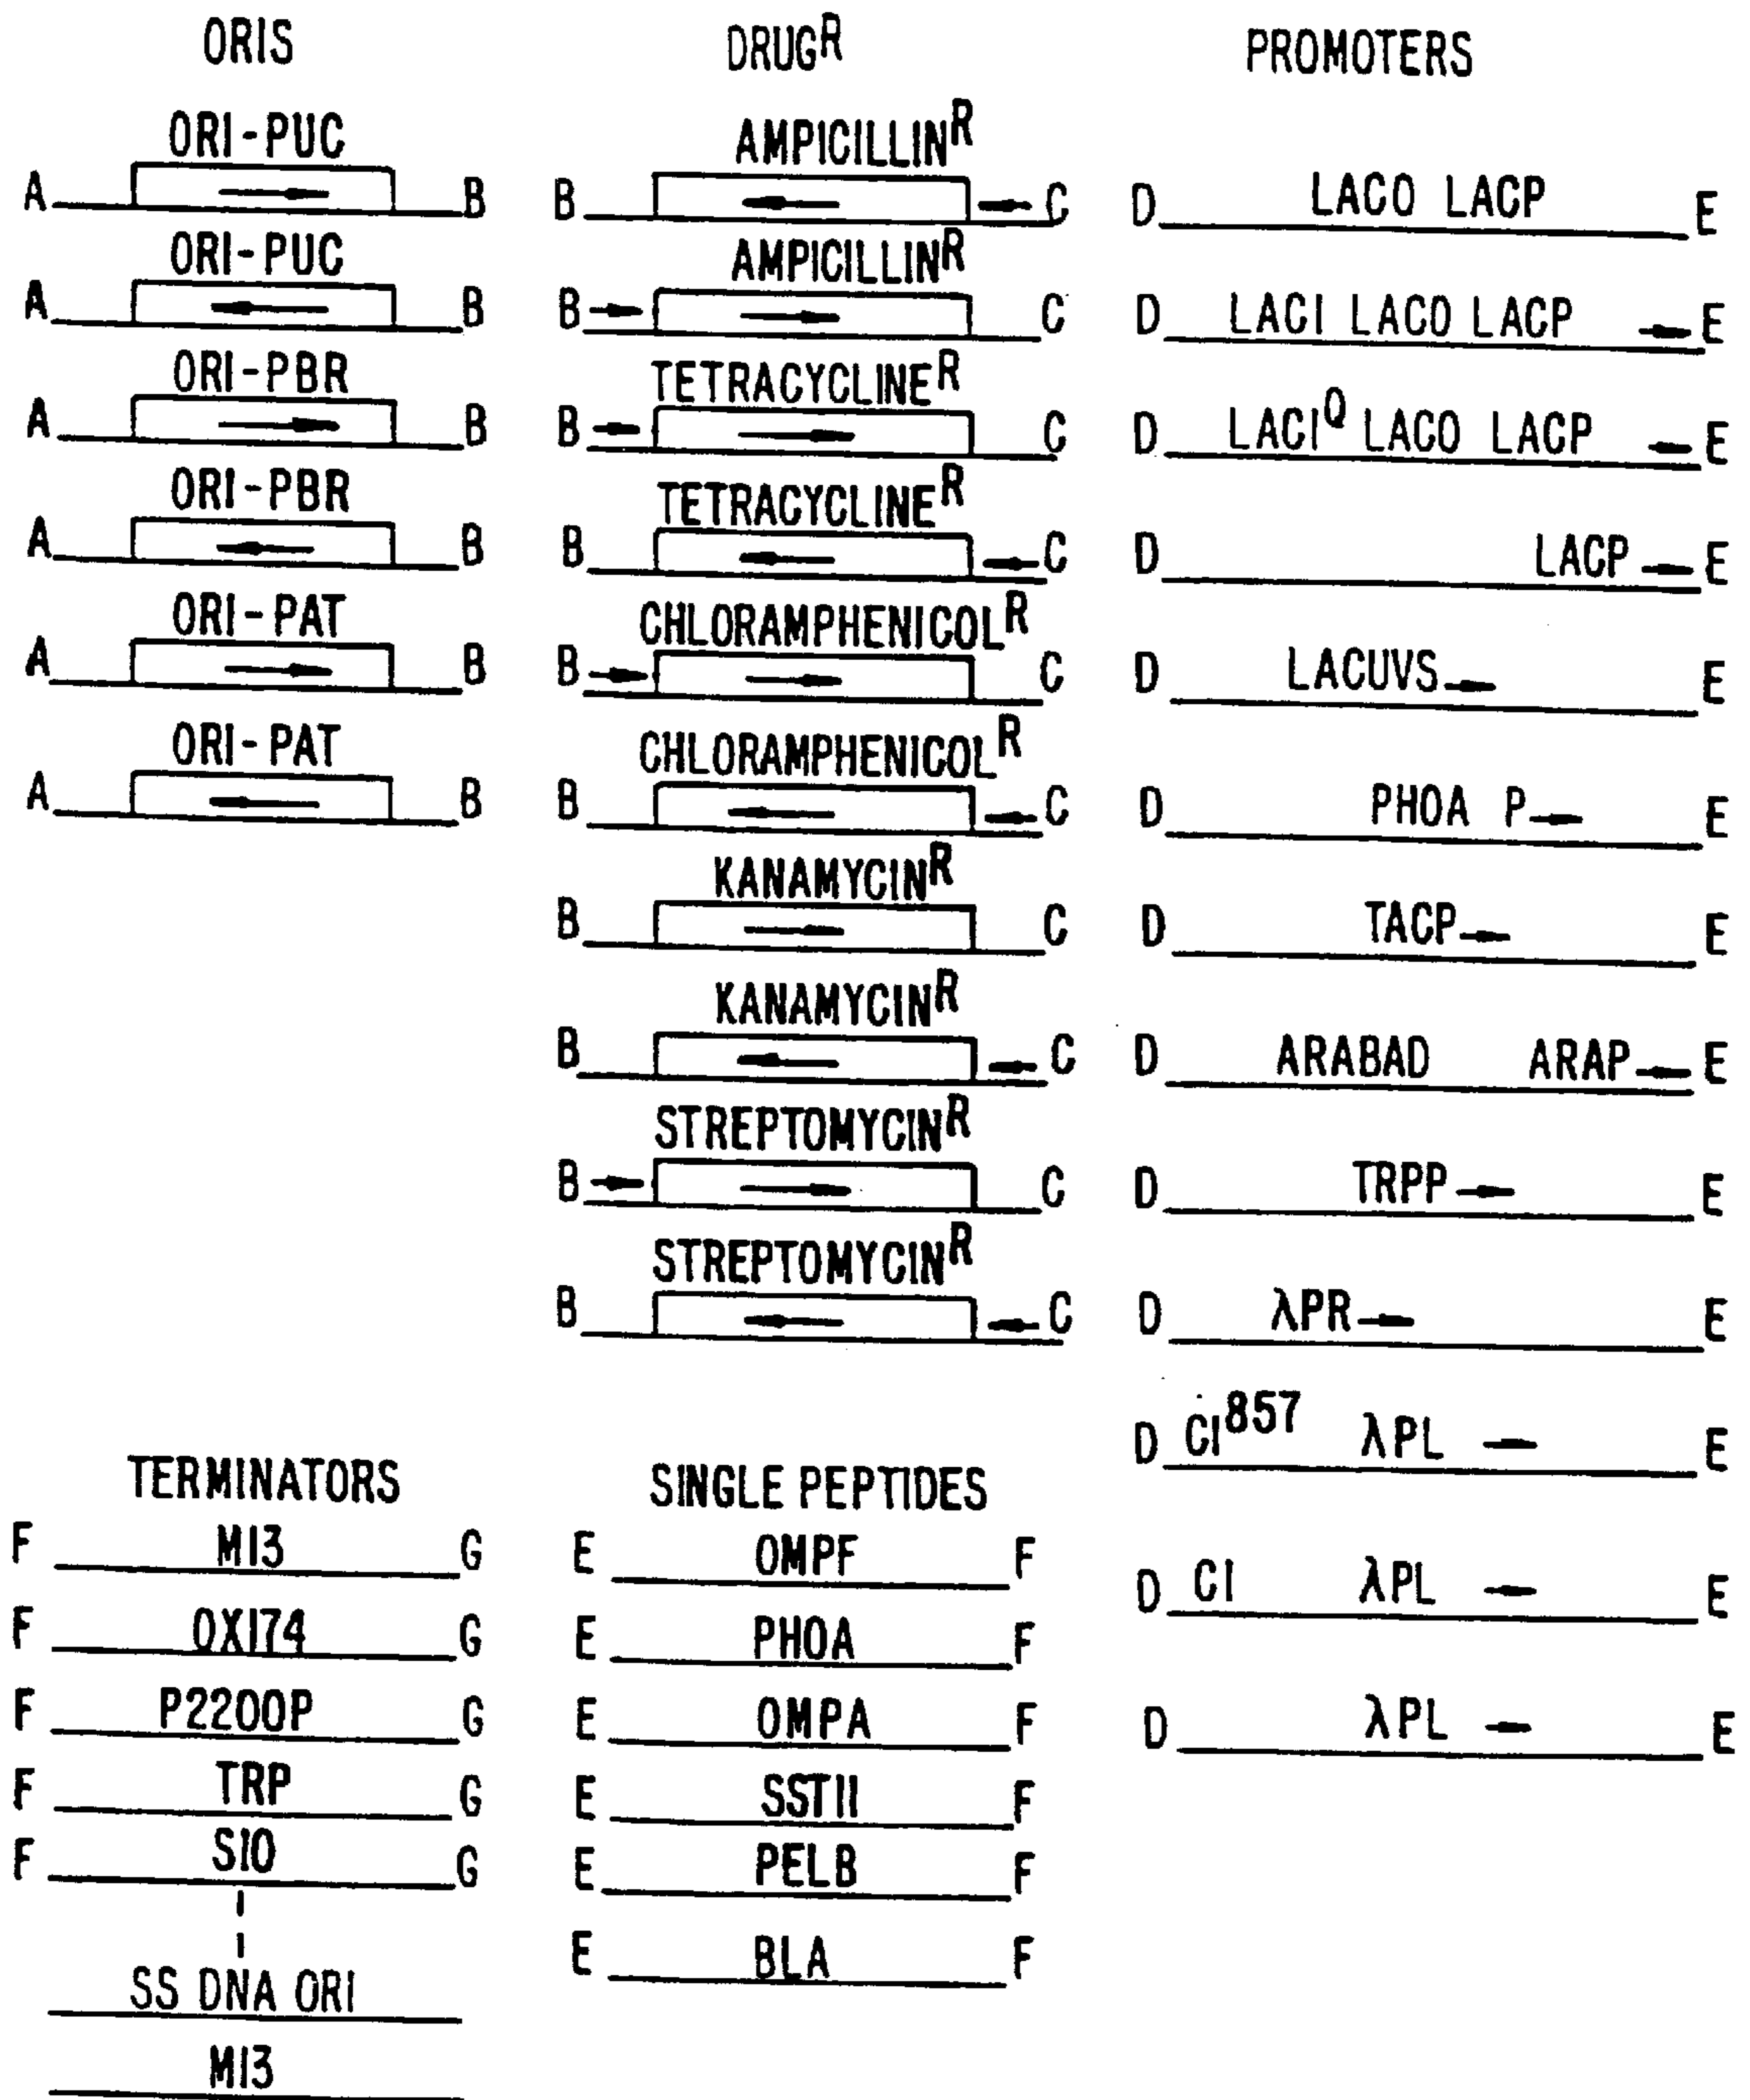 ORIS
ORI-PUC
A B
ORI-PUC
A B
ORI-PBR
A B
ORI-PBR
A B
ORI-PAT
A B
ORI-PAT
A B
DRUGR
AMPICILLINR
B C
AMPICILLINR
B C
TETRACYCLINER
B C
TETRACYCLINER
B C
CHLORAMPHENICOLR
B C
CHLORAMPHENICOLR
B C
KANAMYCINR
B C
KANAMYCINR
B C
STREPTOMYCINR
B C
STREPTOMYCINR
B C
PROMOTERS
D LACO LACP E
D LACI LACO LACP E
D LACIQ LACO LACP E
D LACP E
D LACUVS E
D PHOA P E
D TACP E
D ARABAD ARAP E
D TRPP E
D λPR E
D CI857 λPL E
D CI λPL E
D λPL E
TERMINATORS
F M13 G
F OX174 G
F P2200P G
F TRP G
F S10 G
SS DNA ORI
M13
SINGLE PEPTIDES
E OMPF F
E PHOA F
E OMPA F
E SSTII F
E PELB F
E BLA F